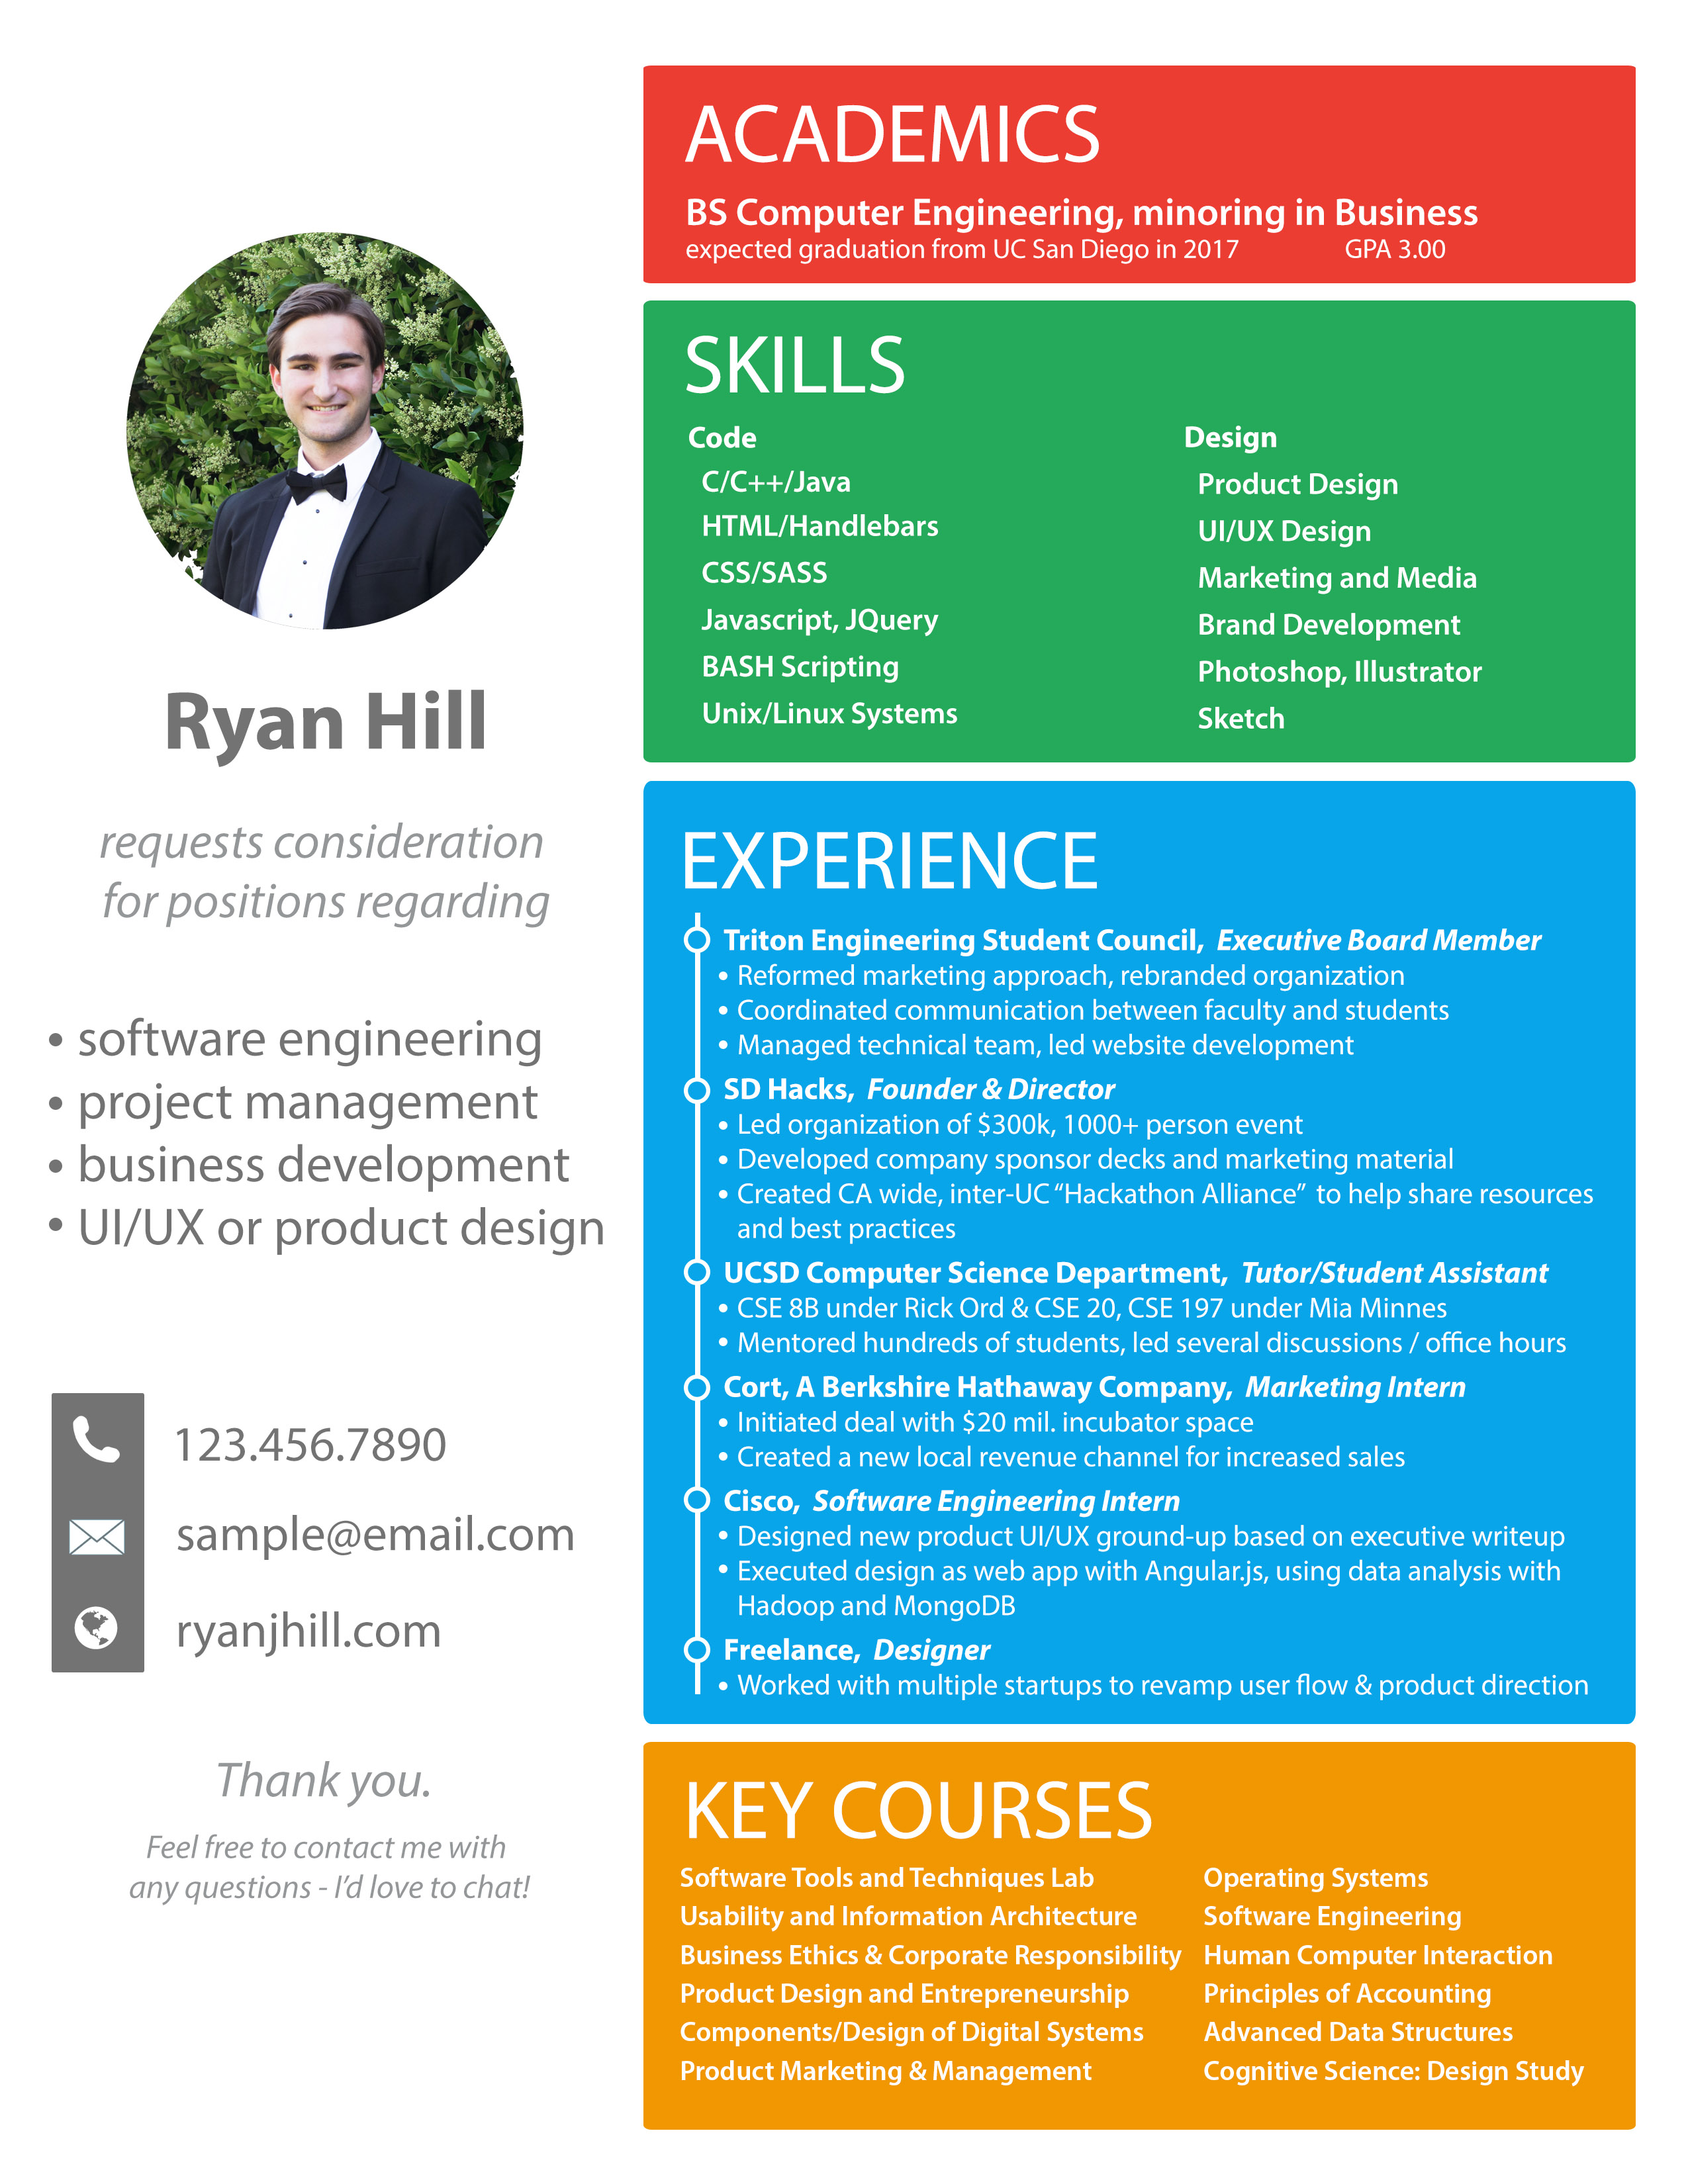 Ryan Hill
requests consideration
for positions regarding
• software engineering
• project management
• business development
• UI/UX or product design
123.456.7890
sample@email.com
ryanjhill.com
Thank you.
Feel free to contact me with
any questions - I'd love to chat!
ACADEMICS
BS Computer Engineering, minoring in Business
expected graduation from UC San Diego in 2017 GPA 3.00
SKILLS
Code
C/C++/Java
HTML/Handlebars
CSS/SASS
Javascript, JQuery
BASH Scripting
Unix/Linux Systems
Design
Product Design
UI/UX Design
Marketing and Media
Brand Development
Photoshop, Illustrator
Sketch
EXPERIENCE
Triton Engineering Student Council, Executive Board Member
• Reformed marketing approach, rebranded organization
• Coordinated communication between faculty and students
• Managed technical team, led website development
SD Hacks, Founder & Director
• Led organization of $300k, 1000+ person event
• Developed company sponsor decks and marketing material
• Created CA wide, inter-UC “Hackathon Alliance” to help share resources
and best practices
UCSD Computer Science Department, Tutor/Student Assistant
• CSE 8B under Rick Ord & CSE 20, CSE 197 under Mia Minnes
• Mentored hundreds of students, led several discussions / office hours
Cort, A Berkshire Hathaway Company, Marketing Intern
• Initiated deal with $20 mil. incubator space
• Created a new local revenue channel for increased sales
Cisco, Software Engineering Intern
• Designed new product UI/UX ground-up based on executive writeup
• Executed design as web app with Angular.js, using data analysis with
Hadoop and MongoDB
Freelance, Designer
• Worked with multiple startups to revamp user flow & product direction
KEY COURSES
Software Tools and Techniques Lab
Usability and Information Architecture
Business Ethics & Corporate Responsibility
Product Design and Entrepreneurship
Components/Design of Digital Systems
Product Marketing & Management
Operating Systems
Software Engineering
Human Computer Interaction
Principles of Accounting
Advanced Data Structures
Cognitive Science: Design Study